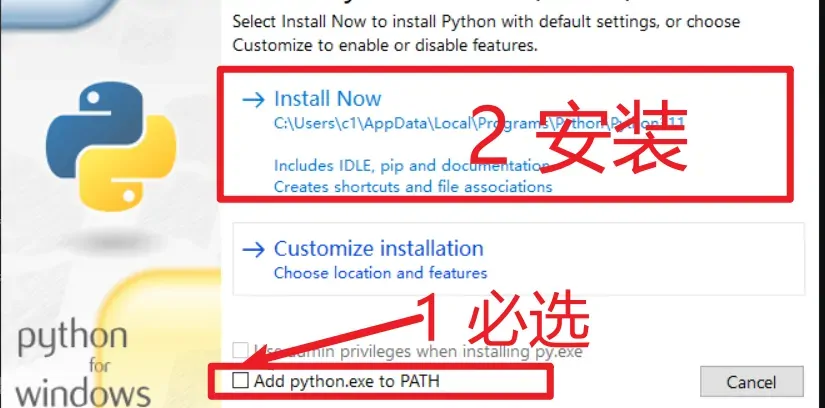 Select Install Now to install Python with default settings, or choose
Customize to enable or disable features.
Install Now
C:\Users\c1\AppData\Local\Programs\Python\Python311
2 安装
Includes IDLE, pip and documentation
Creates shortcuts and file associations
Customize installation
Choose location and features
1 必选
Use admin privileges when installing py.exe
Add python.exe to PATH
Cancel
python
for
windows